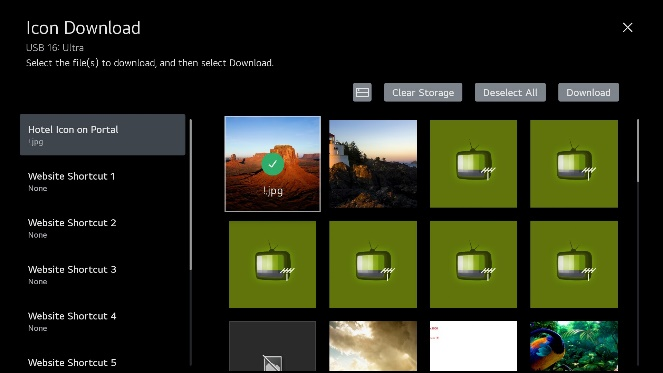 Icon Download
USB 16: Ultra
Select the file(s) to download, and then select Download.
Clear Storage
Deselect All
Download
Hotel Icon on Portal
!.jpg
Website Shortcut 1
None
Website Shortcut 2
None
Website Shortcut 3
None
Website Shortcut 4
None
Website Shortcut 5
!.jpg